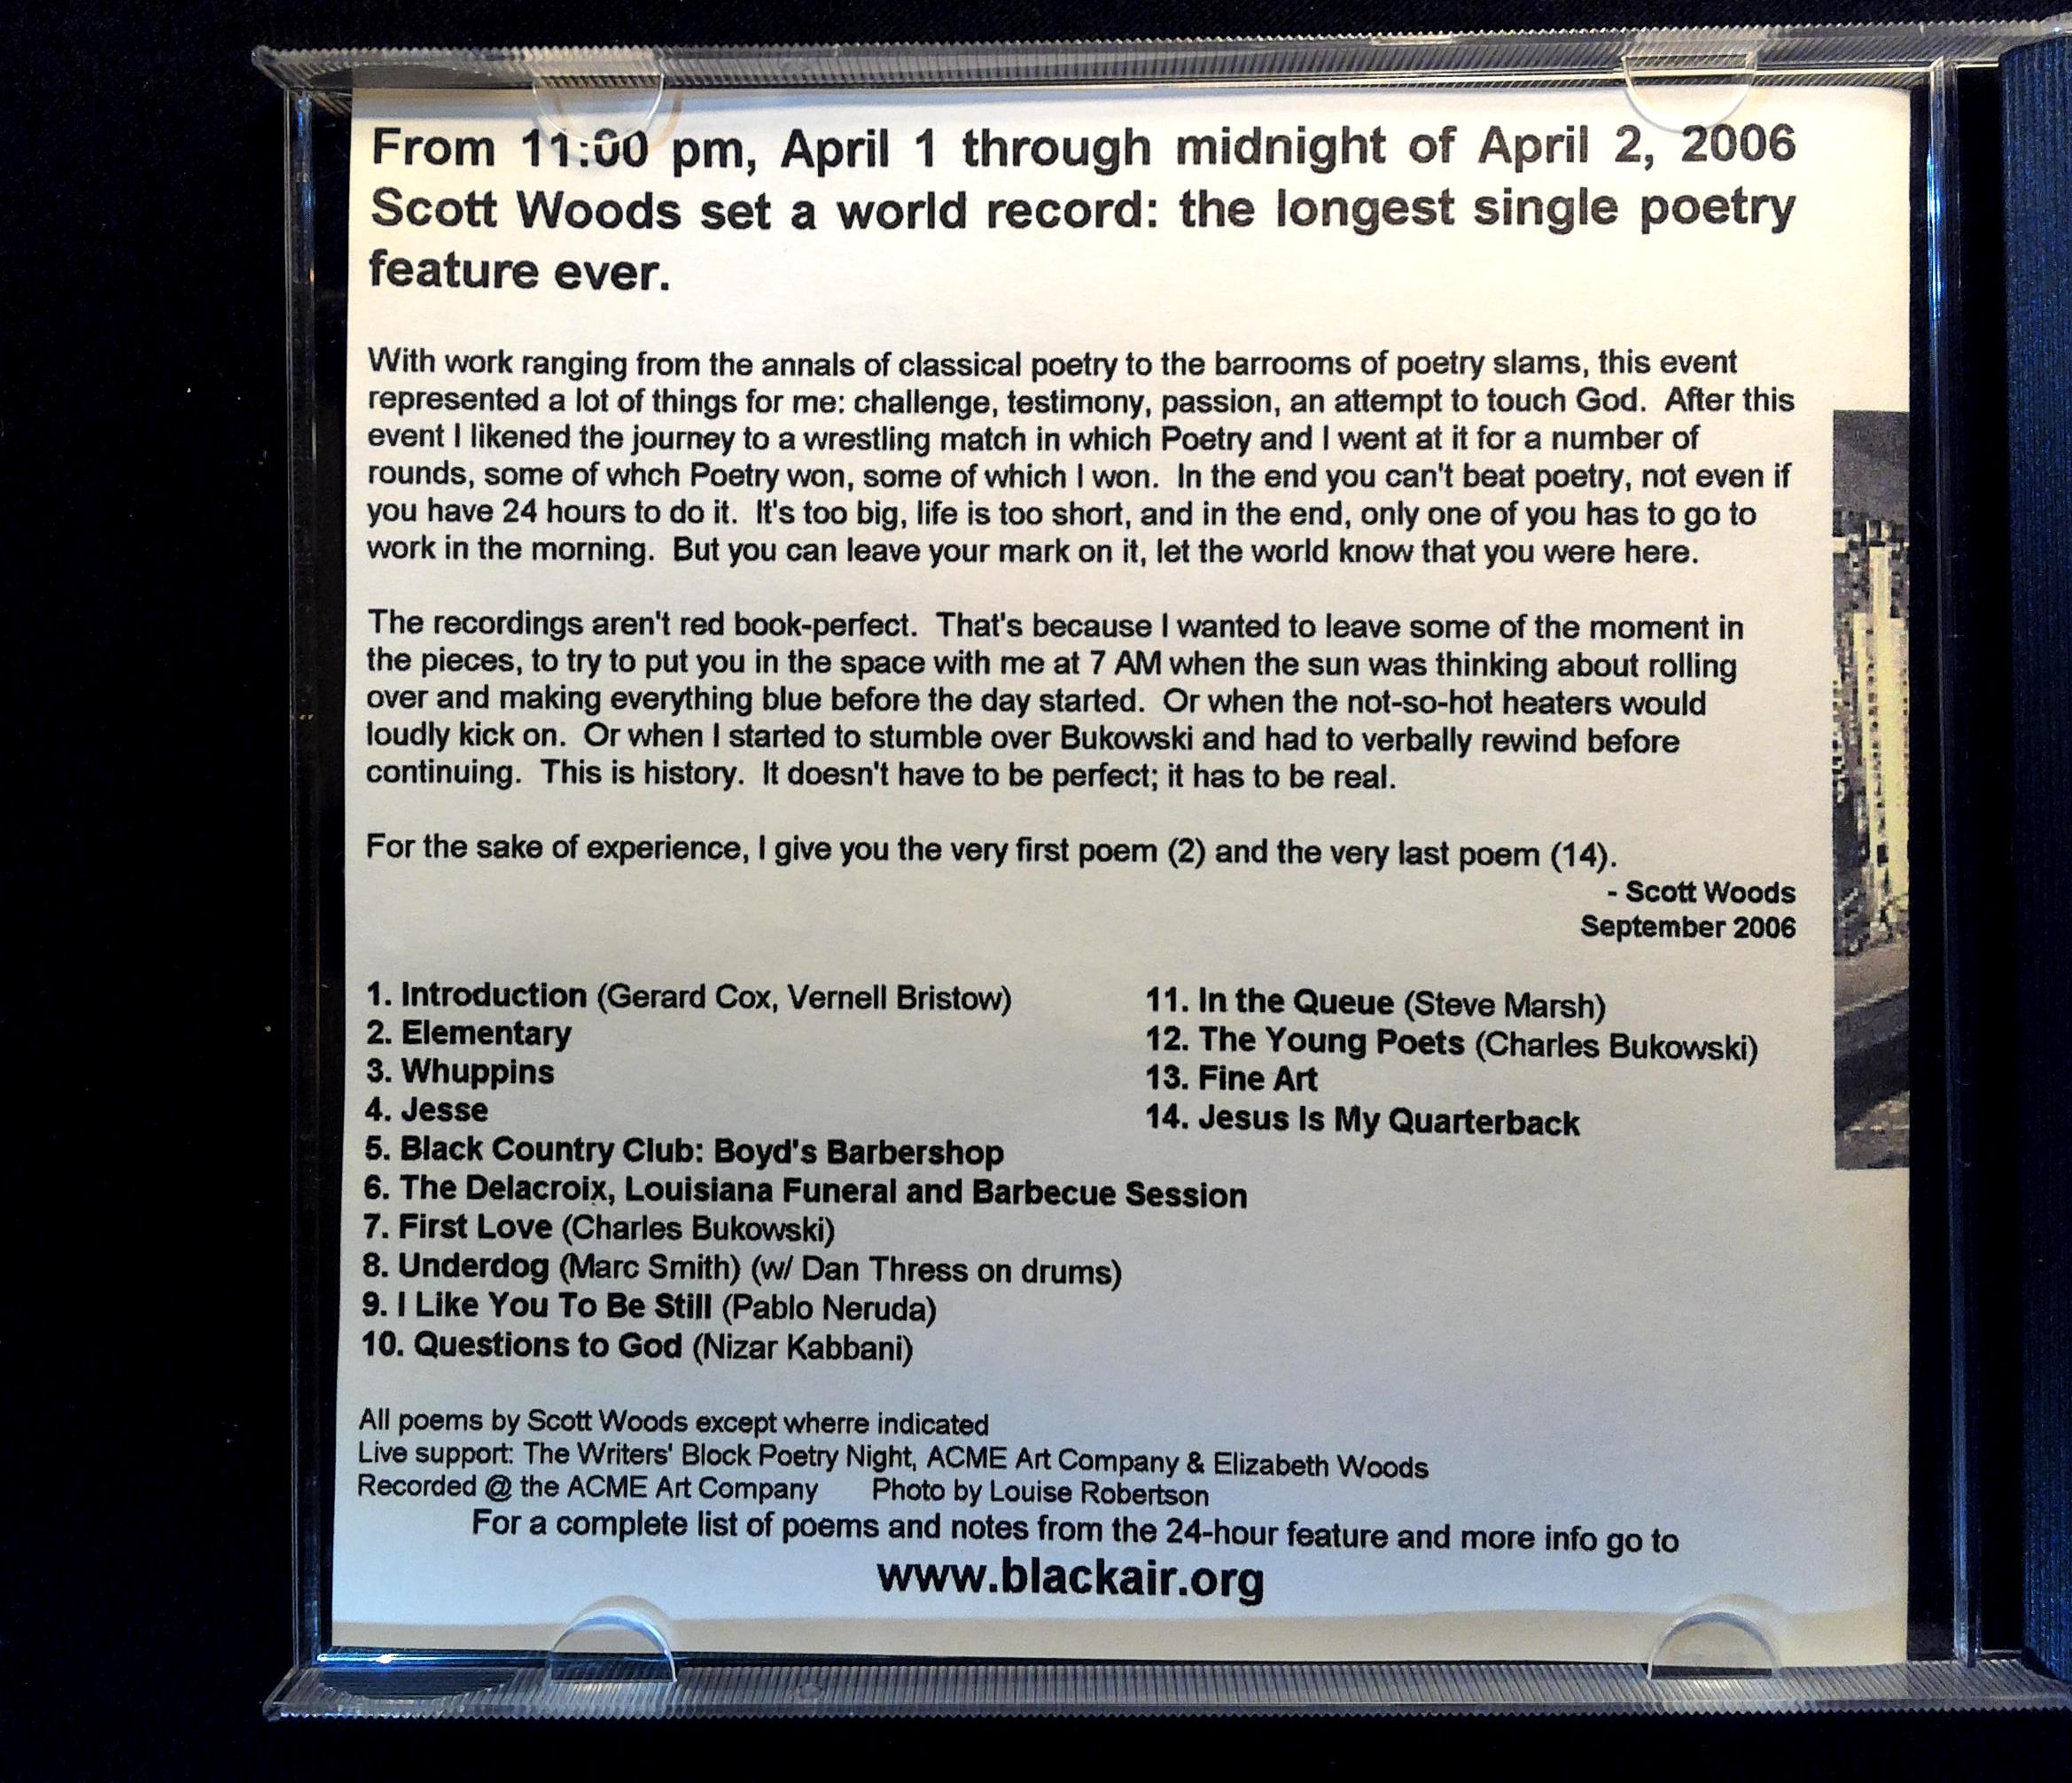 From 11:00 pm, April 1 through midnight of April 2, 2006
Scott Woods set a world record: the longest single poetry
feature ever.
With work ranging from the annals of classical poetry to the barrooms of poetry slams, this event
represented a lot of things for me: challenge, testimony, passion, an attempt to touch God.  After this
event I likened the journey to a wrestling match in which Poetry and I went at it for a number of
rounds, some of whch Poetry won, some of which I won.  In the end you can't beat poetry, not even if
you have 24 hours to do it.  It's too big, life is too short, and in the end, only one of you has to go to
work in the morning.  But you can leave your mark on it, let the world know that you were here.
The recordings aren't red book-perfect.  That's because I wanted to leave some of the moment in
the pieces, to try to put you in the space with me at 7 AM when the sun was thinking about rolling
over and making everything blue before the day started.  Or when the not-so-hot heaters would
loudly kick on.  Or when I started to stumble over Bukowski and had to verbally rewind before
continuing.  This is history.  It doesn't have to be perfect; it has to be real.
For the sake of experience, I give you the very first poem (2) and the very last poem (14).
- Scott Woods
September 2006
1. Introduction (Gerard Cox, Vernell Bristow)
2. Elementary
3. Whuppins
4. Jesse
5. Black Country Club: Boyd's Barbershop
6. The Delacroix, Louisiana Funeral and Barbecue Session
7. First Love (Charles Bukowski)
8. Underdog (Marc Smith) (w/ Dan Thress on drums)
9. I Like You To Be Still (Pablo Neruda)
10. Questions to God (Nizar Kabbani)
11. In the Queue (Steve Marsh)
12. The Young Poets (Charles Bukowski)
13. Fine Art
14. Jesus Is My Quarterback
All poems by Scott Woods except wherre indicated
Live support: The Writers' Block Poetry Night, ACME Art Company & Elizabeth Woods
Recorded @ the ACME Art Company Photo by Louise Robertson
For a complete list of poems and notes from the 24-hour feature and more info go to
www.blackair.org